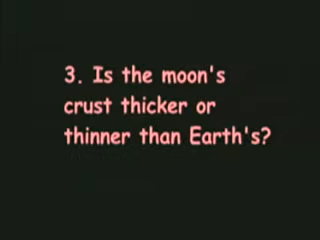 3. Is the moon's
crust thicker or
thinner than Earth's?